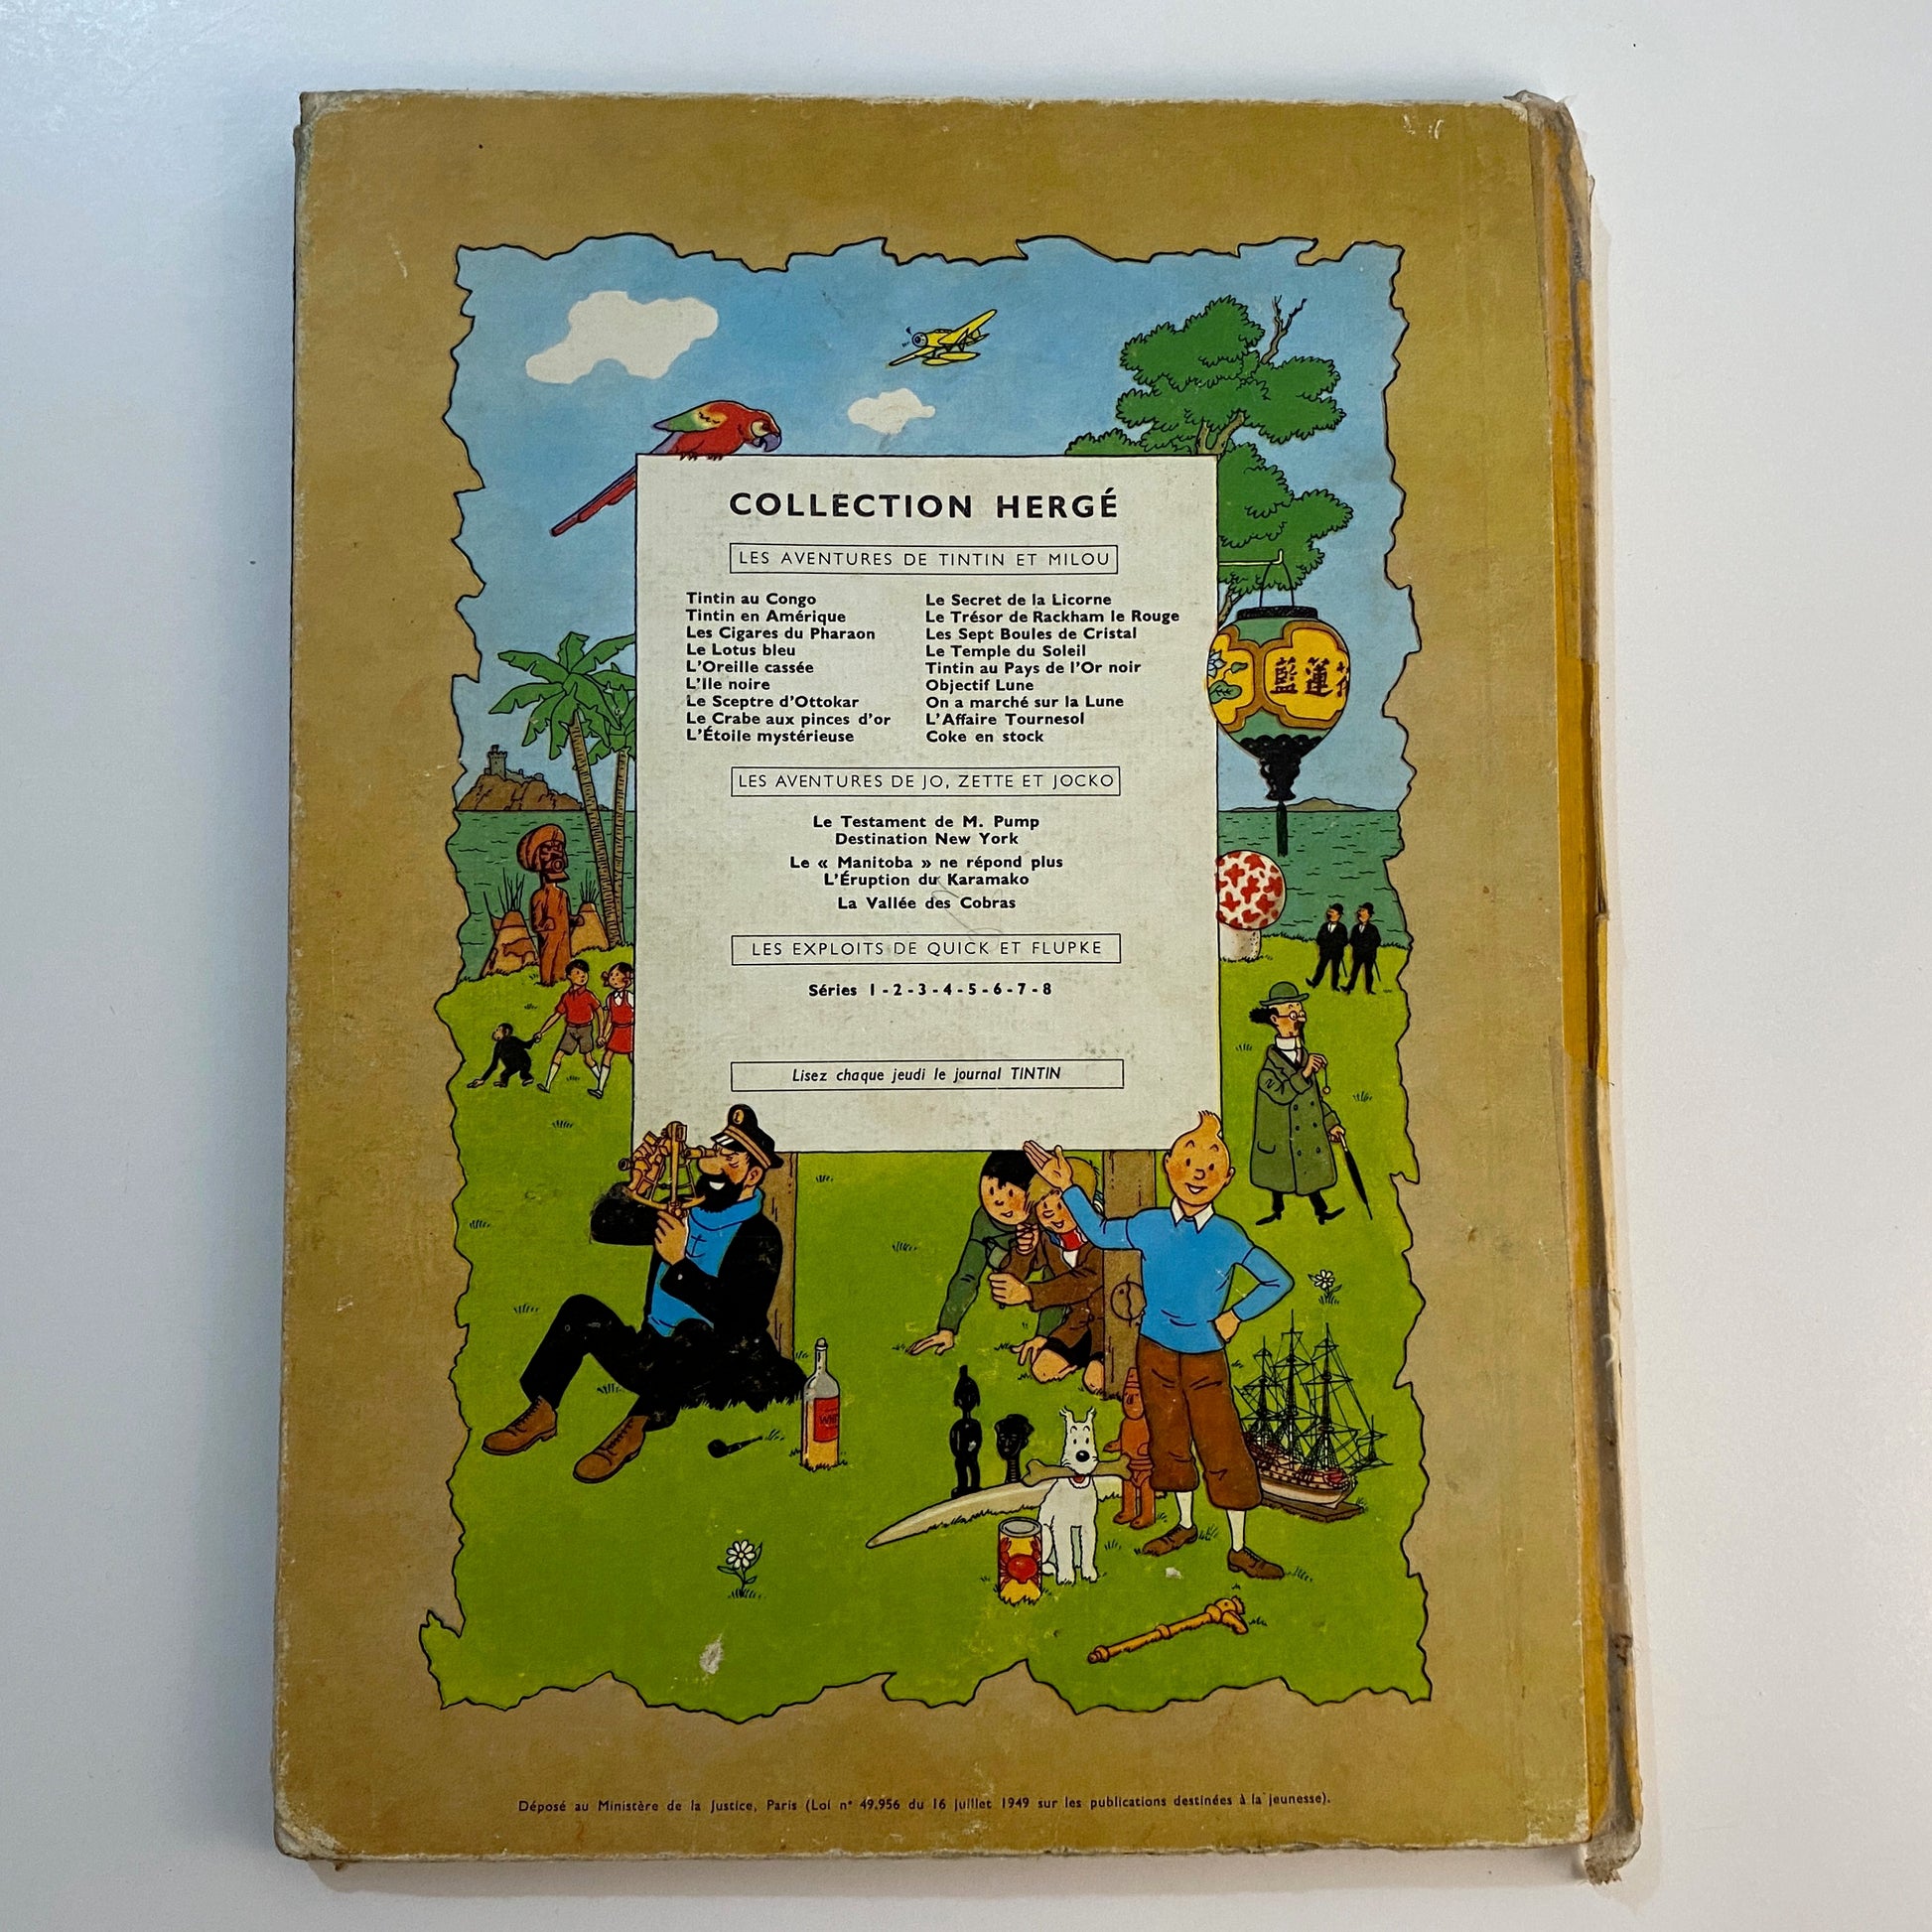 COLLECTION HERGÉ
LES AVENTURES DE TINTIN ET MILOU
Tintin au Congo
Tintin en Amérique
Les Cigares du Pharaon
Le Lotus bleu
L'Oreille cassée
L'Ile noire
Le Sceptre d'Ottokar
Le Crabe aux pinces d'or
L'Étoile mystérieuse
Le Secret de la Licorne
Le Trésor de Rackham le Rouge
Les Sept Boules de Cristal
Le Temple du Soleil
Tintin au Pays de l'Or noir
Objectif Lune
On a marché sur la Lune
L'Affaire Tournesol
Coke en stock
藍蓮
LES AVENTURES DE JO, ZETTE ET JOCKO
Le Testament de M. Pump
Destination New York
Le « Manitoba » ne répond plus
L'Éruption du Karamako
La Vallée des Cobras
LES EXPLOITS DE QUICK ET FLUPKE
Séries 1 - 2 - 3 - 4 - 5 - 6 - 7 - 8
Lisez chaque jeudi le journal TINTIN
Déposé au Ministère de la Justice, Paris (Loi n° 49.956 du 16 juillet 1949 sur les publications destinées à la jeunesse).